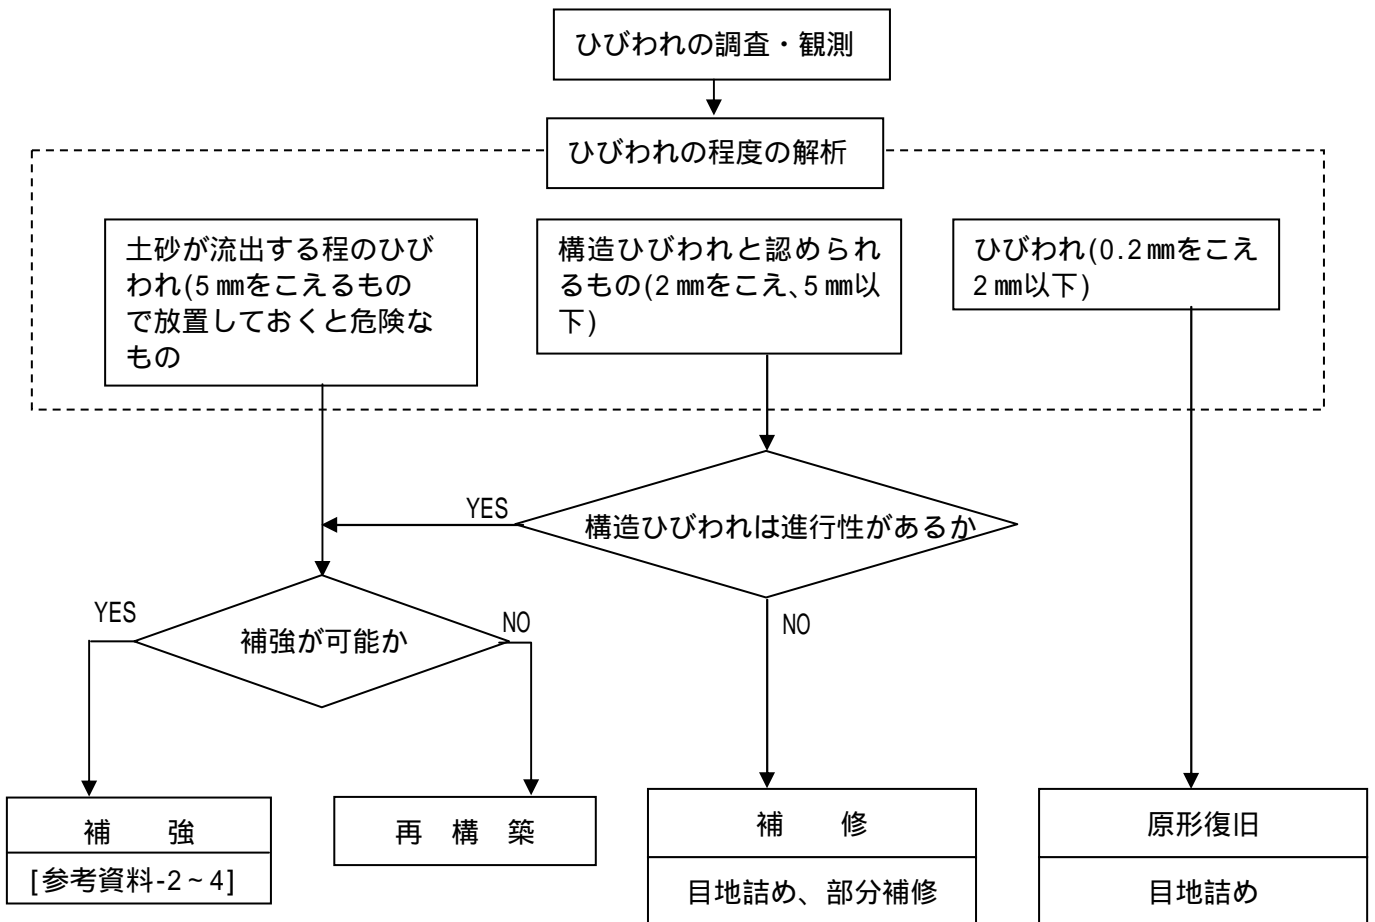 ひびわれの調査・観測
ひびわれの程度の解析
土砂が流出する程のひび
われ(5㎜をこえるもの
で放置しておくと危険な
もの
構造ひびわれと認められ
るもの(2㎜をこえ、5㎜以
下)
ひびわれ(0.2㎜をこえ
2㎜以下)
YES
構造ひびわれは進行性があるか
YES
補強が可能か
NO
NO
補　強
[参考資料-2~4]
再 構 築
補　修
目地詰め、部分補修
原形復旧
目地詰め